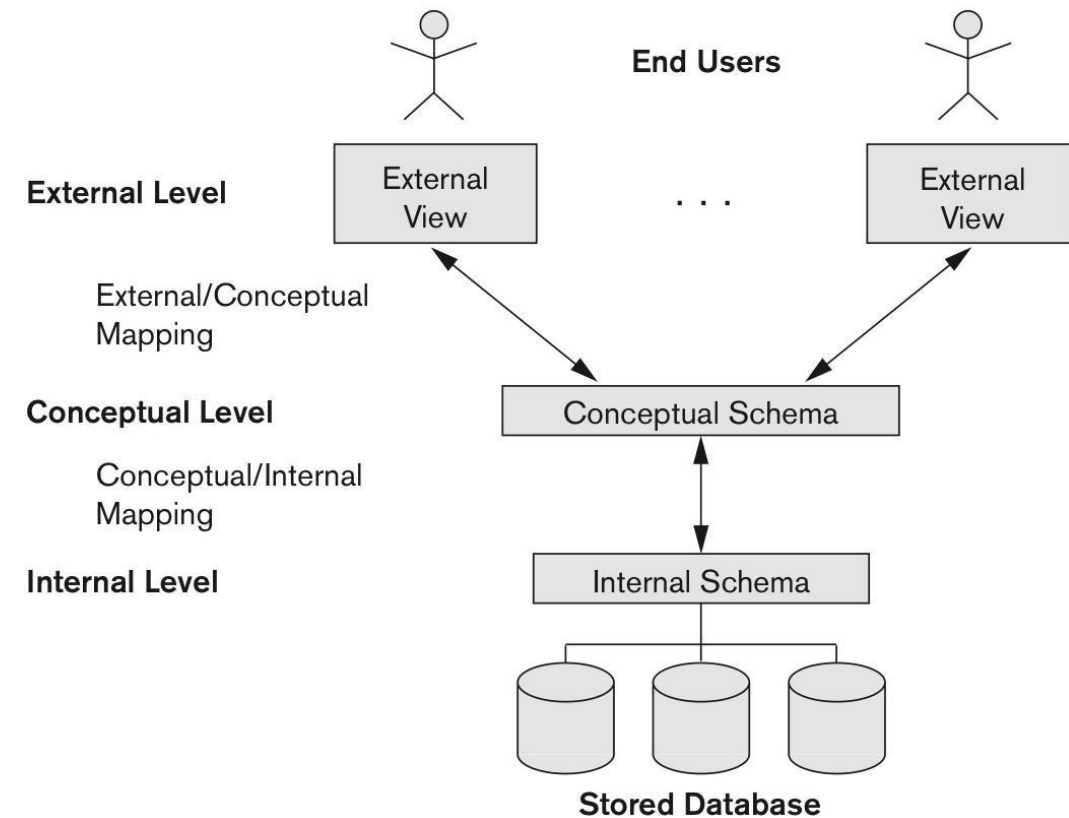 End Users
External Level
External
View
. . .
External
View
External/Conceptual
Mapping
Conceptual Level
Conceptual Schema
Conceptual/Internal
Mapping
Internal Level
Internal Schema
Stored Database